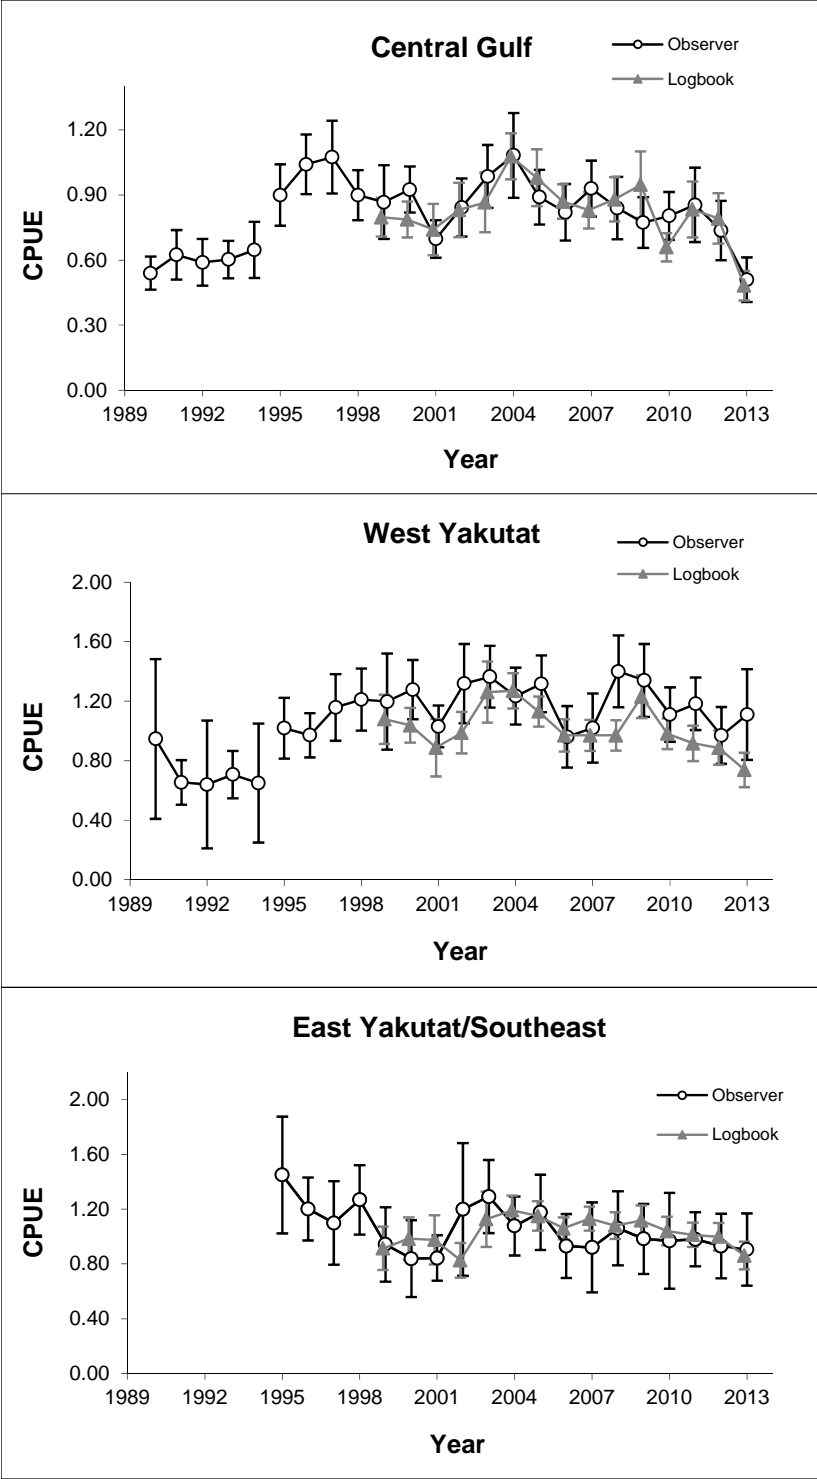 Central Gulf
Observer
Logbook
1.20
0.90
0.60
0.30
0.00
CPUE
1989 1992 1995 1998 2001 2004 2007 2010 2013
Year
West Yakutat
Observer
Logbook
2.00
1.60
1.20
0.80
0.40
0.00
CPUE
1989 1992 1995 1998 2001 2004 2007 2010 2013
Year
East Yakutat/Southeast
Observer
Logbook
2.00
1.60
1.20
0.80
0.40
0.00
CPUE
1989 1992 1995 1998 2001 2004 2007 2010 2013
Year